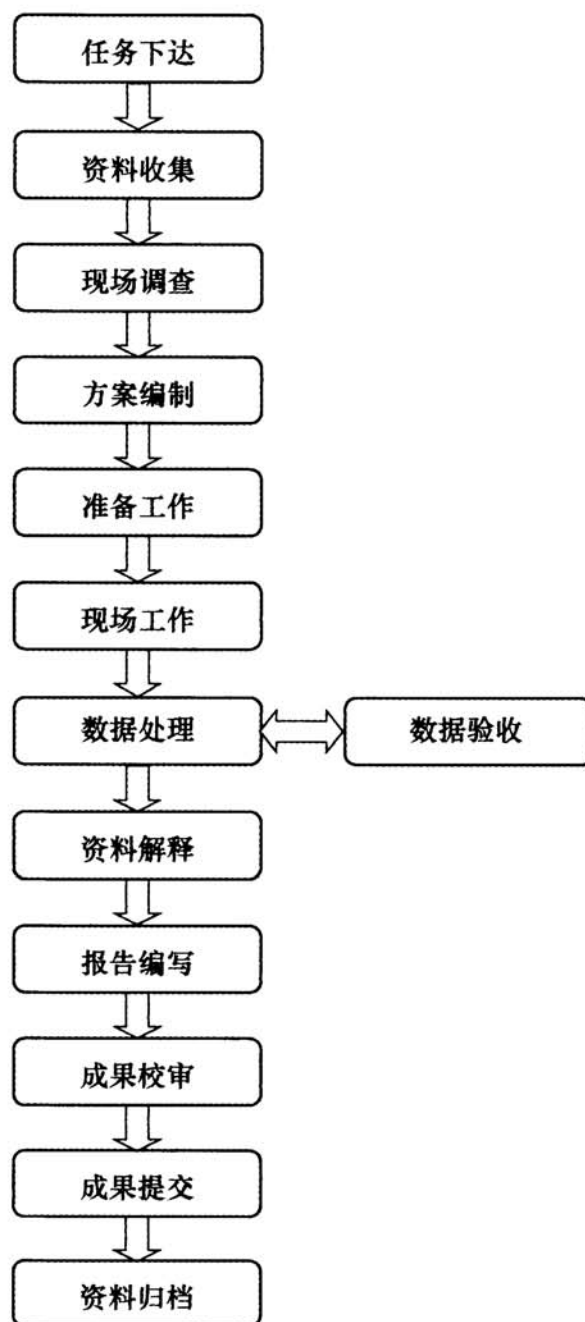 任务下达
资料收集
现场调查
方案编制
准备工作
现场工作
数据处理
数据验收
资料解释
报告编写
成果校审
成果提交
资料归档